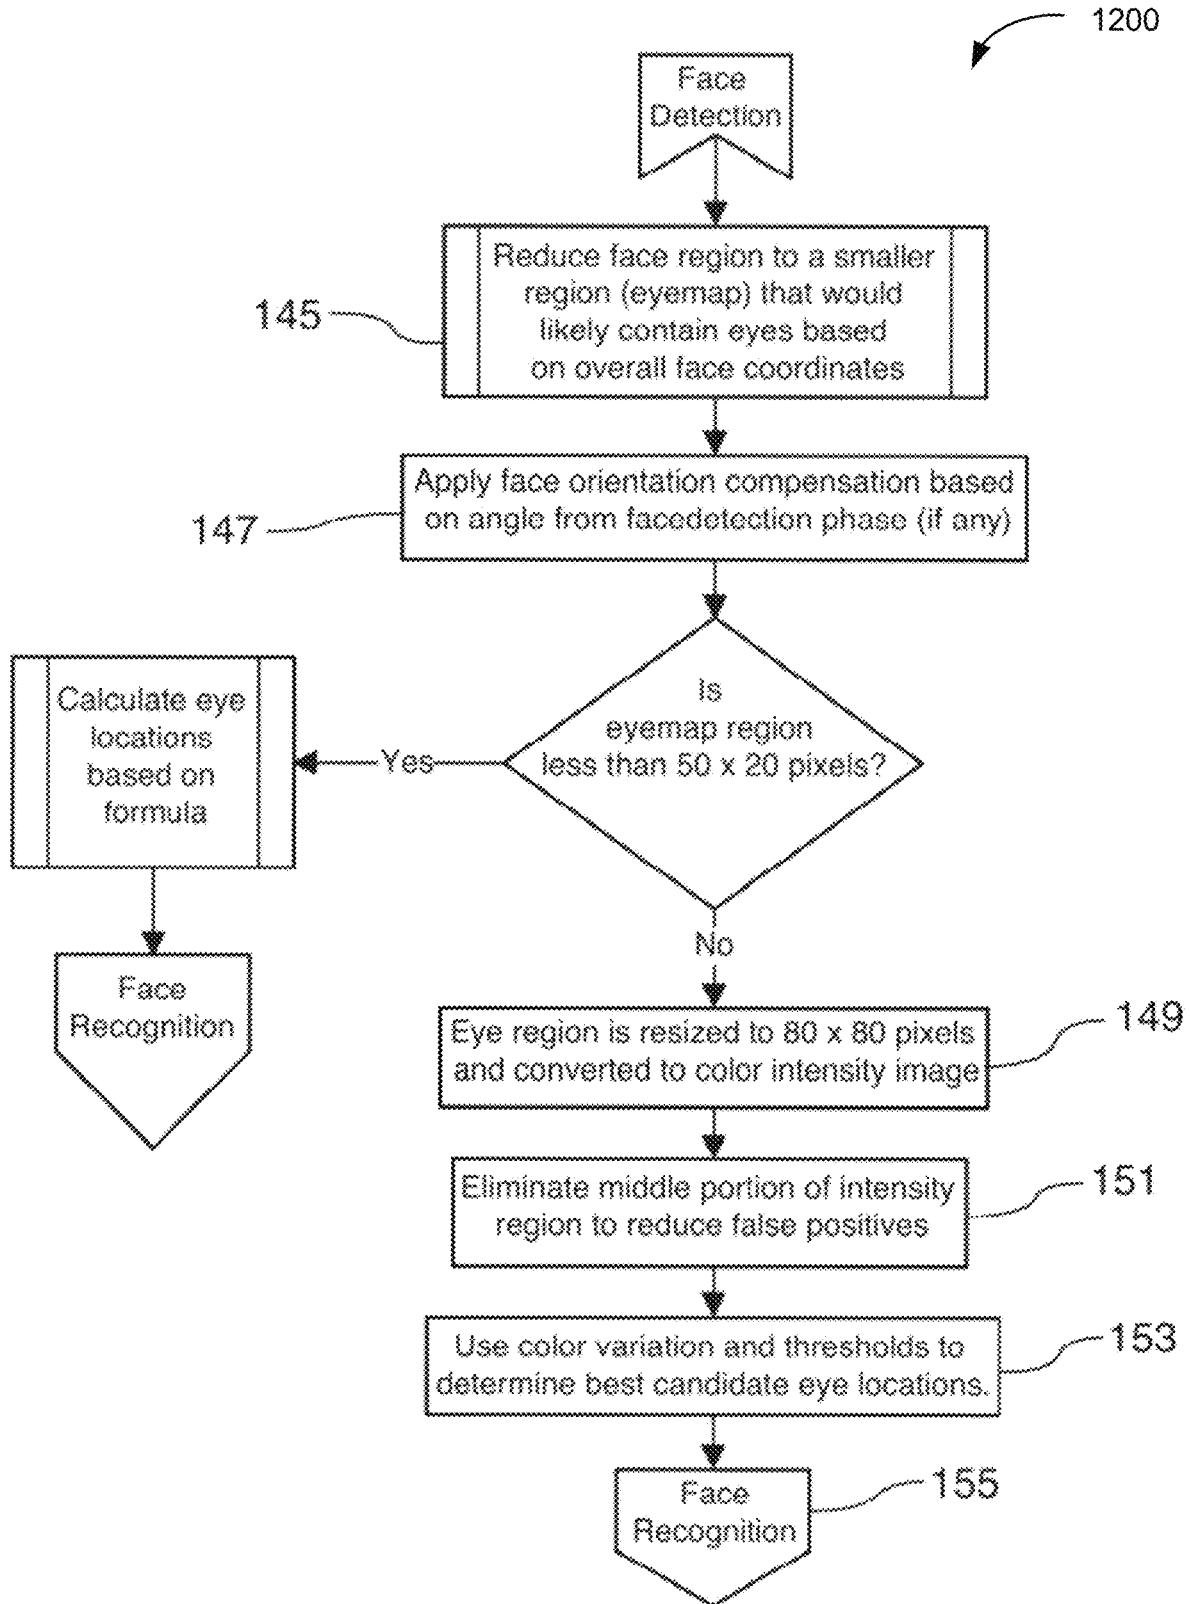 1200
Face
Detection
145
Reduce face region to a smaller
region (eyemap) that would
likely contain eyes based
on overall face coordinates
147
Apply face orientation compensation based
on angle from facedetection phase (if any)
Is
eyemap region
less than 50 x 20 pixels?
Yes
Calculate eye
locations
based on
formula
Face
Recognition
No
149
Eye region is resized to 80 x 80 pixels
and converted to color intensity image
151
Eliminate middle portion of intensity
region to reduce false positives
153
Use color variation and thresholds to
determine best candidate eye locations.
155
Face
Recognition